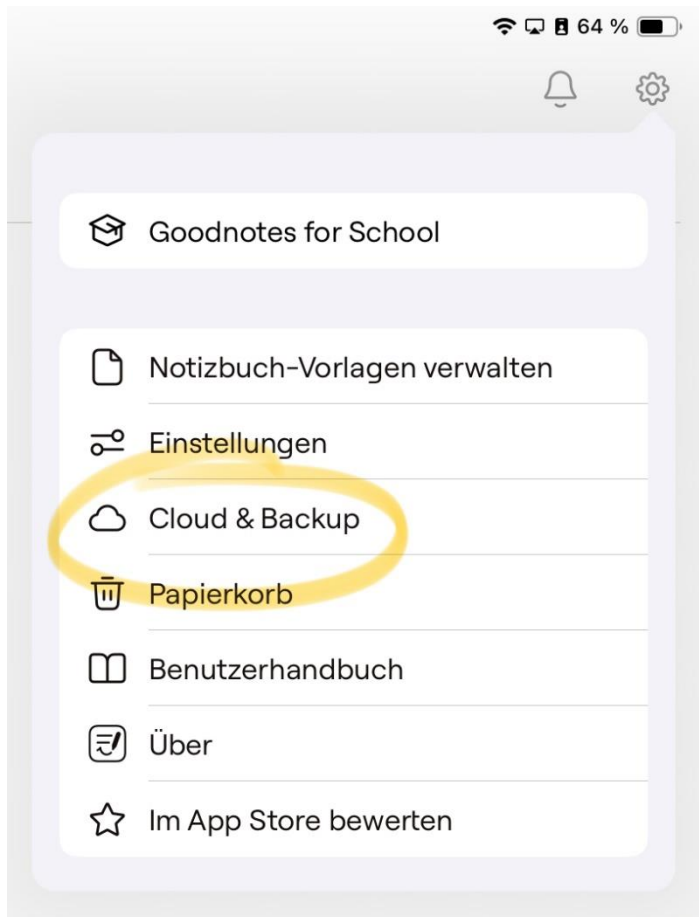 64 %
Goodnotes for School
Notizbuch-Vorlagen verwalten
Einstellungen
Cloud & Backup
Papierkorb
Benutzerhandbuch
Über
Im App Store bewerten